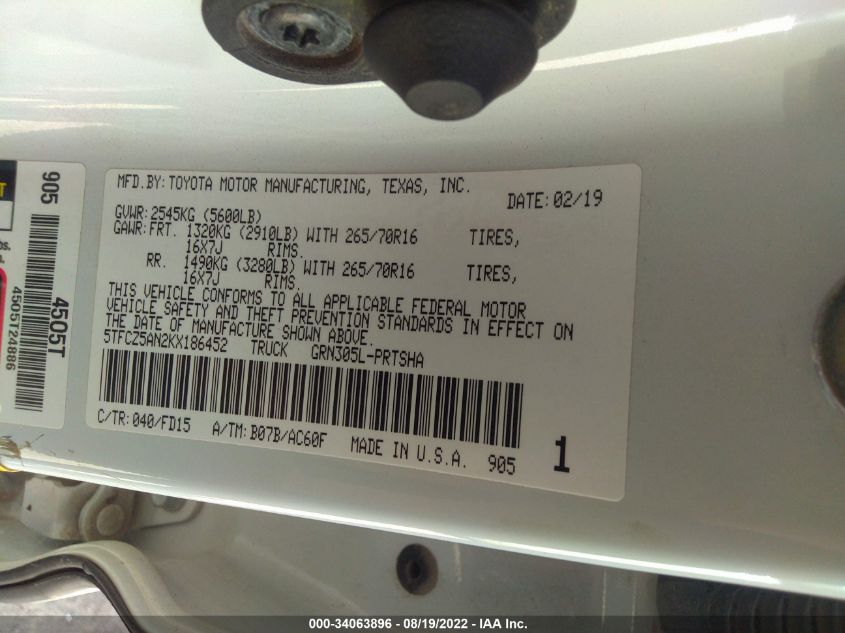 MFD.BY:TOYOTA MOTOR MANUFACTURING, TEXAS, INC.
DATE:02/19
GVWR:2545KG (5600LB)
GAWR:FRT. 1320KG (2910LB) WITH 265/70R16 TIRES,
16X7J RIMS.
RR. 1490KG (3280LB) WITH 265/70R16 TIRES,
16X7J RIMS.
THIS VEHICLE CONFORMS TO ALL APPLICABLE FEDERAL MOTOR
VEHICLE SAFETY AND THEFT PREVENTION STANDARDS IN EFFECT ON
THE DATE OF MANUFACTURE SHOWN ABOVE.
5TFCZ5AN2KX186452 TRUCK GRN305L-PRTSHA
C/TR:040/FD15 A/TM:B07B/AC60F MADE IN U.S.A. 905 1
905
4505T
4505T24886
000-34063896 - 08/19/2022 - IAA Inc.